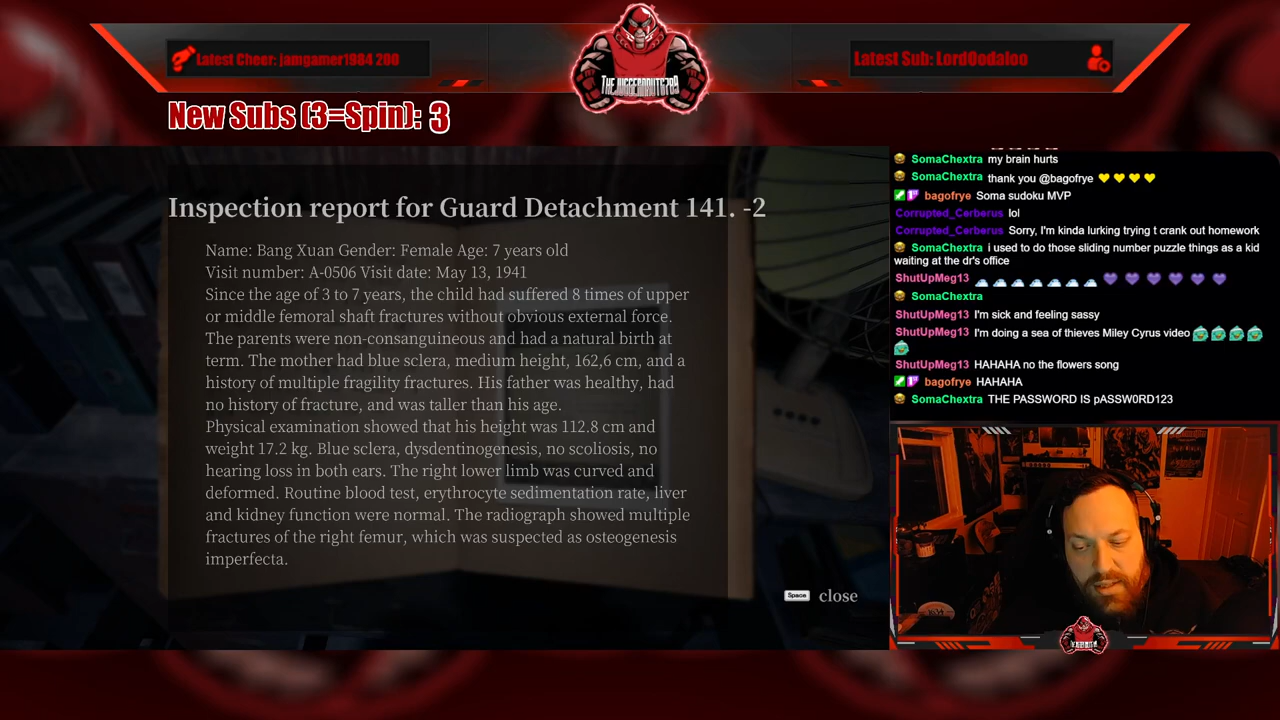 Latest Cheer: jamgamer1984 200
THEJUGGERNAUT6789
Latest Sub: LordOodaloo
New Subs (3=Spin): 3
Inspection report for Guard Detachment 141. -2
Name: Bang Xuan Gender: Female Age: 7 years old
Visit number: A-0506 Visit date: May 13, 1941
Since the age of 3 to 7 years, the child had suffered 8 times of upper
or middle femoral shaft fractures without obvious external force.
The parents were non-consanguineous and had a natural birth at
term. The mother had blue sclera, medium height, 162,6 cm, and a
history of multiple fragility fractures. His father was healthy, had
no history of fracture, and was taller than his age.
Physical examination showed that his height was 112.8 cm and
weight 17.2 kg. Blue sclera, dysdentinogenesis, no scoliosis, no
hearing loss in both ears. The right lower limb was curved and
deformed. Routine blood test, erythrocyte sedimentation rate, liver
and kidney function were normal. The radiograph showed multiple
fractures of the right femur, which was suspected as osteogenesis
imperfecta.
Space close
SomaChextra my brain hurts
SomaChextra thank you @bagofrye
bagofrye Soma sudoku MVP
Corrupted_Cerberus lol
Corrupted_Cerberus Sorry, I'm kinda lurking trying t crank out homework
SomaChextra i used to do those sliding number puzzle things as a kid
waiting at the dr's office
ShutUpMeg13
SomaChextra
ShutUpMeg13 I'm sick and feeling sassy
ShutUpMeg13 I'm doing a sea of thieves Miley Cyrus video
ShutUpMeg13 HAHAHA no the flowers song
bagofrye HAHAHA
SomaChextra THE PASSWORD IS pASSW0RD123